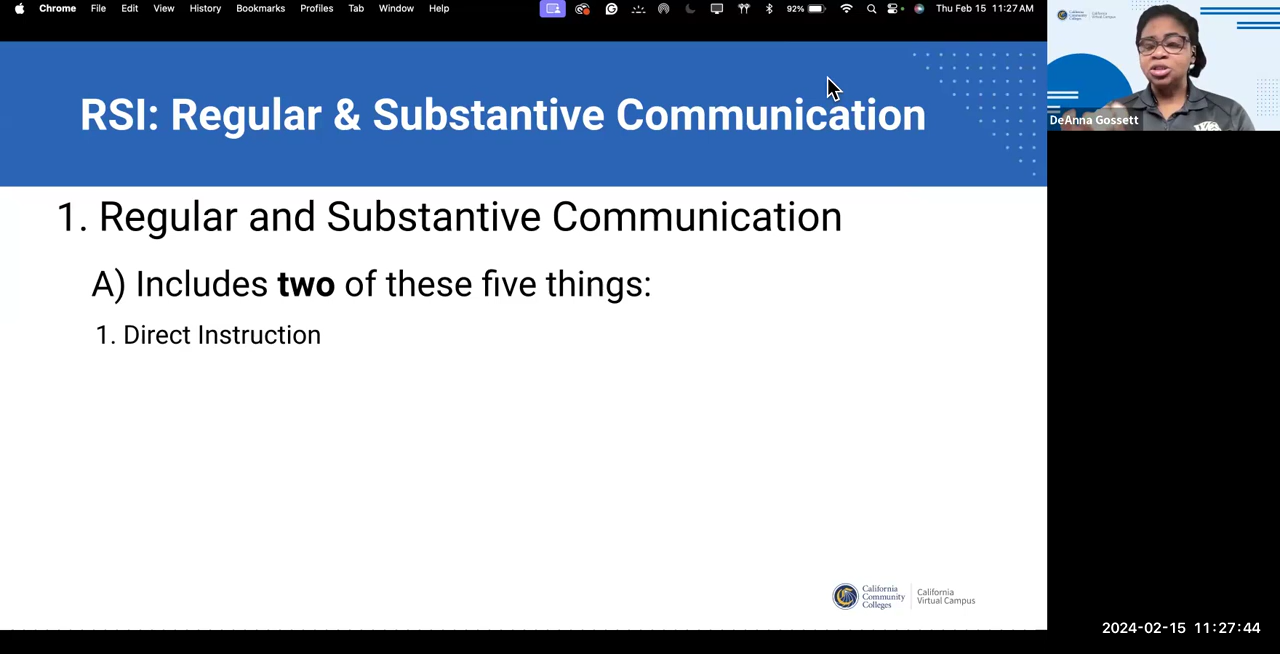 Chrome File Edit View History Bookmarks Profiles Tab Window Help 92% Thu Feb 15 11:27 AM
RSI: Regular & Substantive Communication
1. Regular and Substantive Communication
A) Includes two of these five things:
1. Direct Instruction
California
Community
Colleges
California
Virtual Campus
DeAnna Gossett
2024-02-15 11:27:44